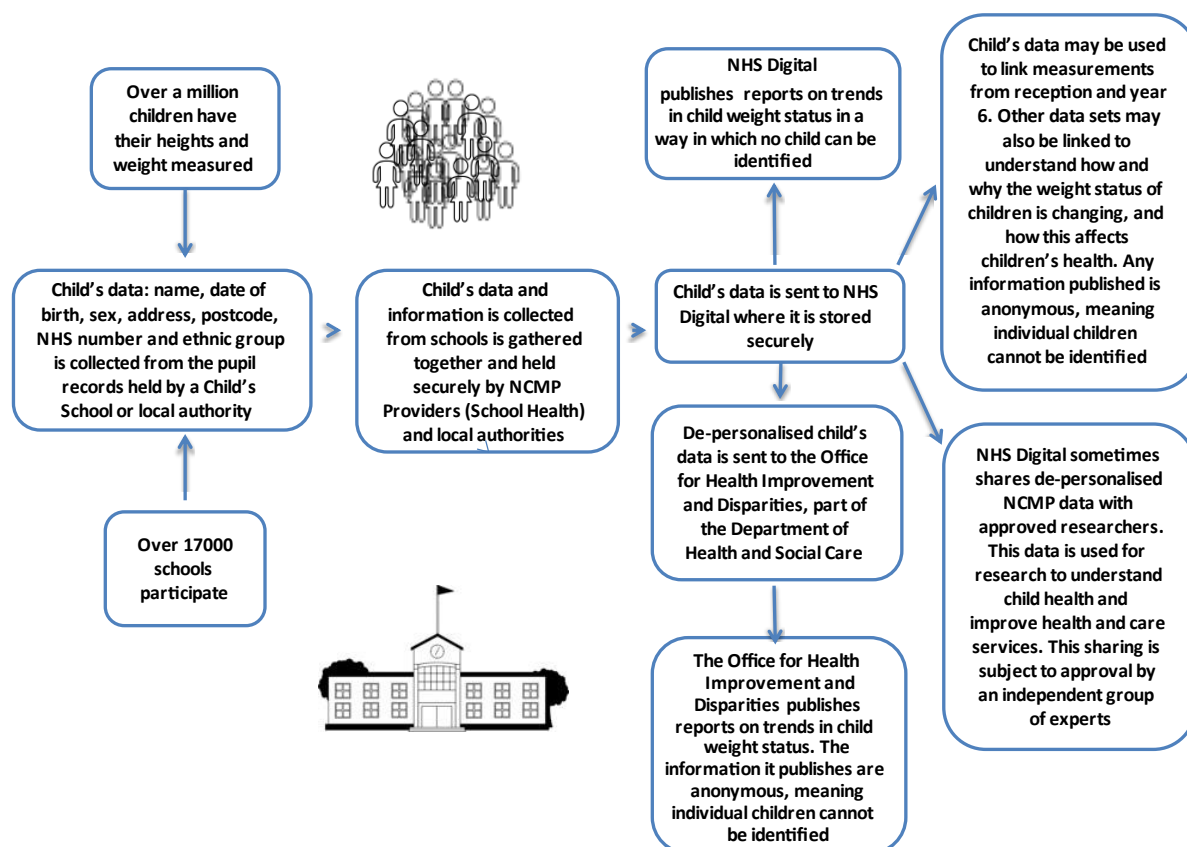 Over a million
children have
their heights and
weight measured
Child's data: name, date of
birth, sex, address, postcode,
NHS number and ethnic group
is collected from the pupil
records held by a Child's
School or local authority
Over 17000
schools
participate
Child's data and
information is collected
from schools is gathered
together and held
securely by NCMP
Providers (School Health)
and local authorities
NHS Digital
publishes reports on trends
in child weight status in a
way in which no child can be
identified
Child's data is sent to NHS
Digital where it is stored
securely
De-personalised child's
data is sent to the Office
for Health Improvement
and Disparities, part of
the Department of
Health and Social Care
The Office for Health
Improvement and
Disparities publishes
reports on trends in child
weight status. The
information it publishes are
anonymous, meaning
individual children cannot
be identified
Child's data may be used
to link measurements
from reception and year
6. Other data sets may
also be linked to
understand how and
why the weight status of
children is changing, and
how this affects
children's health. Any
information published is
anonymous, meaning
individual children
cannot be identified
NHS Digital sometimes
shares de-personalised
NCMP data with
approved researchers.
This data is used for
research to understand
child health and
improve health and care
services. This sharing is
subject to approval by
an independent group
of experts